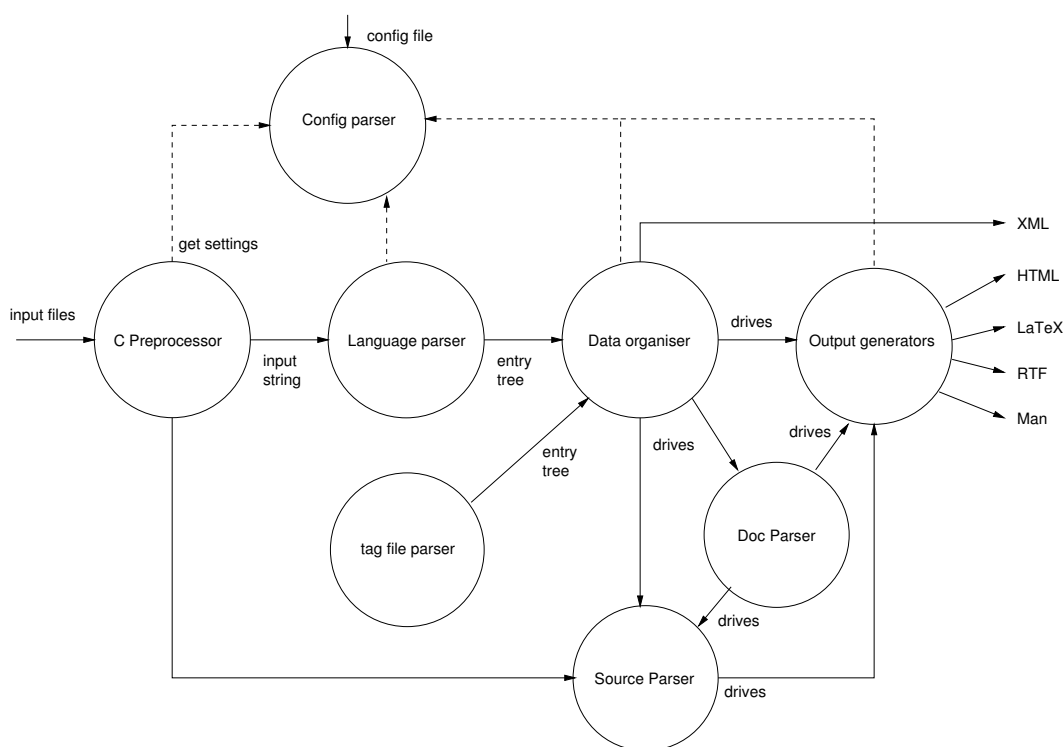 config file
Config parser
get settings
XML
HTML
input files
C Preprocessor
input
string
Language parser
entry
tree
Data organiser
drives
Output generators
LaTeX
RTF
Man
drives
drives
entry
tree
tag file parser
Doc Parser
drives
Source Parser
drives